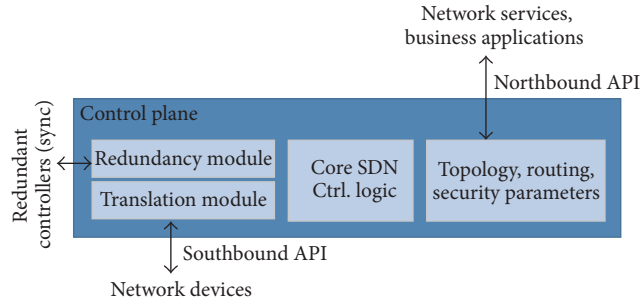 Network services,
business applications
Northbound API
Control plane
Redundant
controllers (sync)
Redundancy module
Translation module
Core SDN
Ctrl. logic
Topology, routing,
security parameters
Southbound API
Network devices